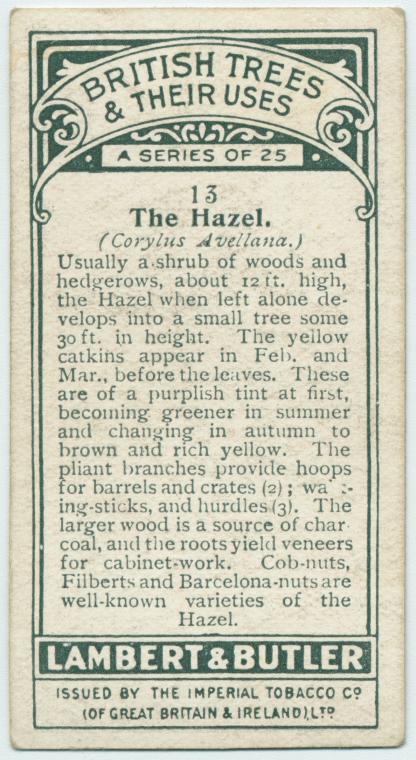 BRITISH TREES
& THEIR USES
A SERIES OF 25
13
The Hazel.
(Corylus Avellana.)
Usually a shrub of woods and
hedgerows, about 12 ft. high,
the Hazel when left alone de-
velops into a small tree some
30 ft. in height. The yellow
catkins appear in Feb. and
Mar., before the leaves. These
are of a purplish tint at first,
becoming greener in summer
and changing in autumn to
brown and rich yellow. The
pliant branches provide hoops
for barrels and crates (2); wa
ing-sticks, and hurdles (3). The
larger wood is a source of char
coal, and the roots yield veneers
for cabinet-work. Cob-nuts,
Filberts and Barcelona-nuts are
well-known varieties of the
Hazel.
LAMBERT & BUTLER
ISSUED BY THE IMPERIAL TOBACCO CO
(OF GREAT BRITAIN & IRELAND), LTD